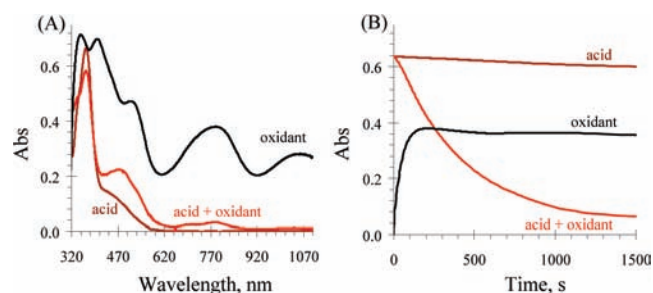 (A)
Abs
0.6
0.4
0.2
0.0
oxidant
acid
acid + oxidant
320 470 620 770 920 1070
Wavelength, nm
(B)
Abs
0.6
0.4
0.2
0.0
acid
oxidant
acid + oxidant
0 500 1000 1500
Time, s